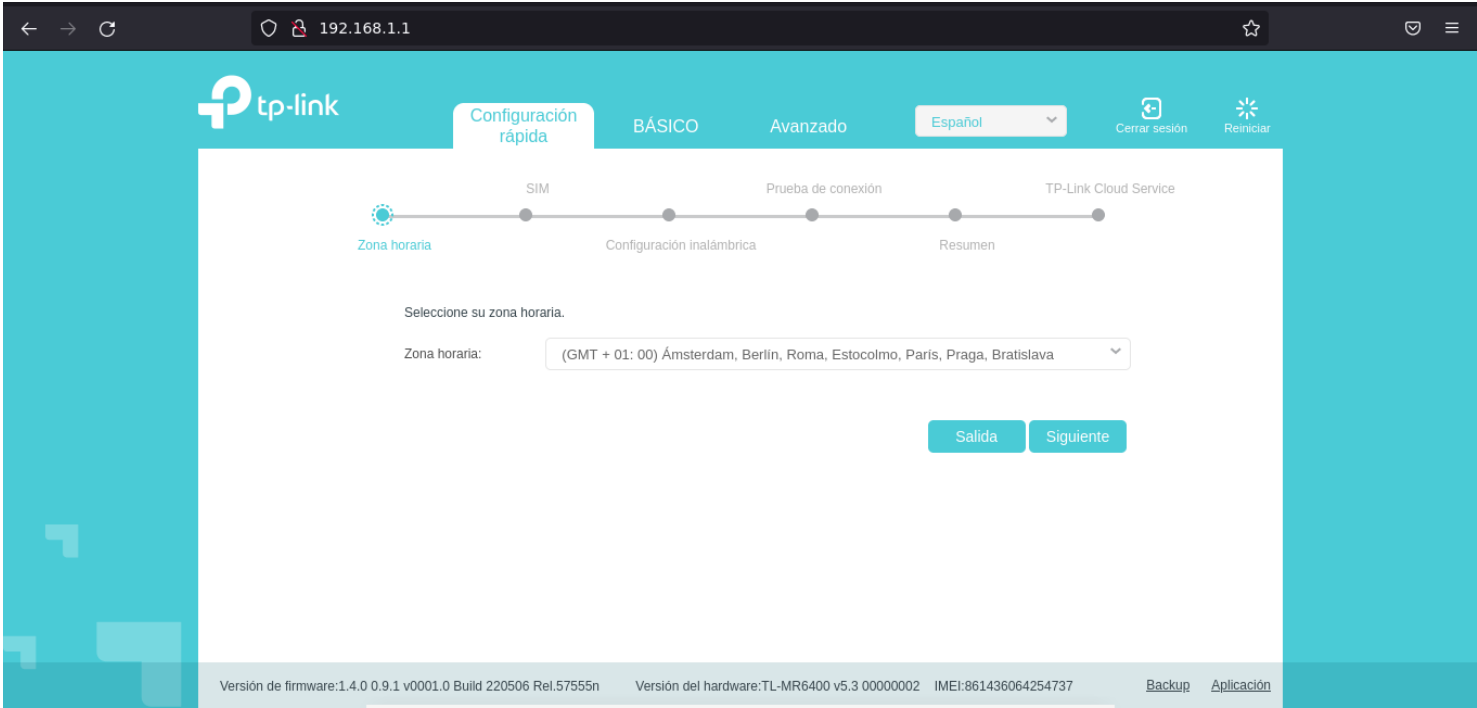 192.168.1.1
tp-link
Configuración
rápida
BÁSICO
Avanzado
Español
Cerrar sesión
Reiniciar
SIM
Prueba de conexión
TP-Link Cloud Service
Zona horaria
Configuración inalámbrica
Resumen
Seleccione su zona horaria.
Zona horaria:
(GMT + 01: 00) Ámsterdam, Berlín, Roma, Estocolmo, París, Praga, Bratislava
Salida
Siguiente
Versión de firmware:1.4.0 0.9.1 v0001.0 Build 220506 Rel.57555n
Versión del hardware:TL-MR6400 v5.3 00000002
IMEI:861436064254737
Backup
Aplicación